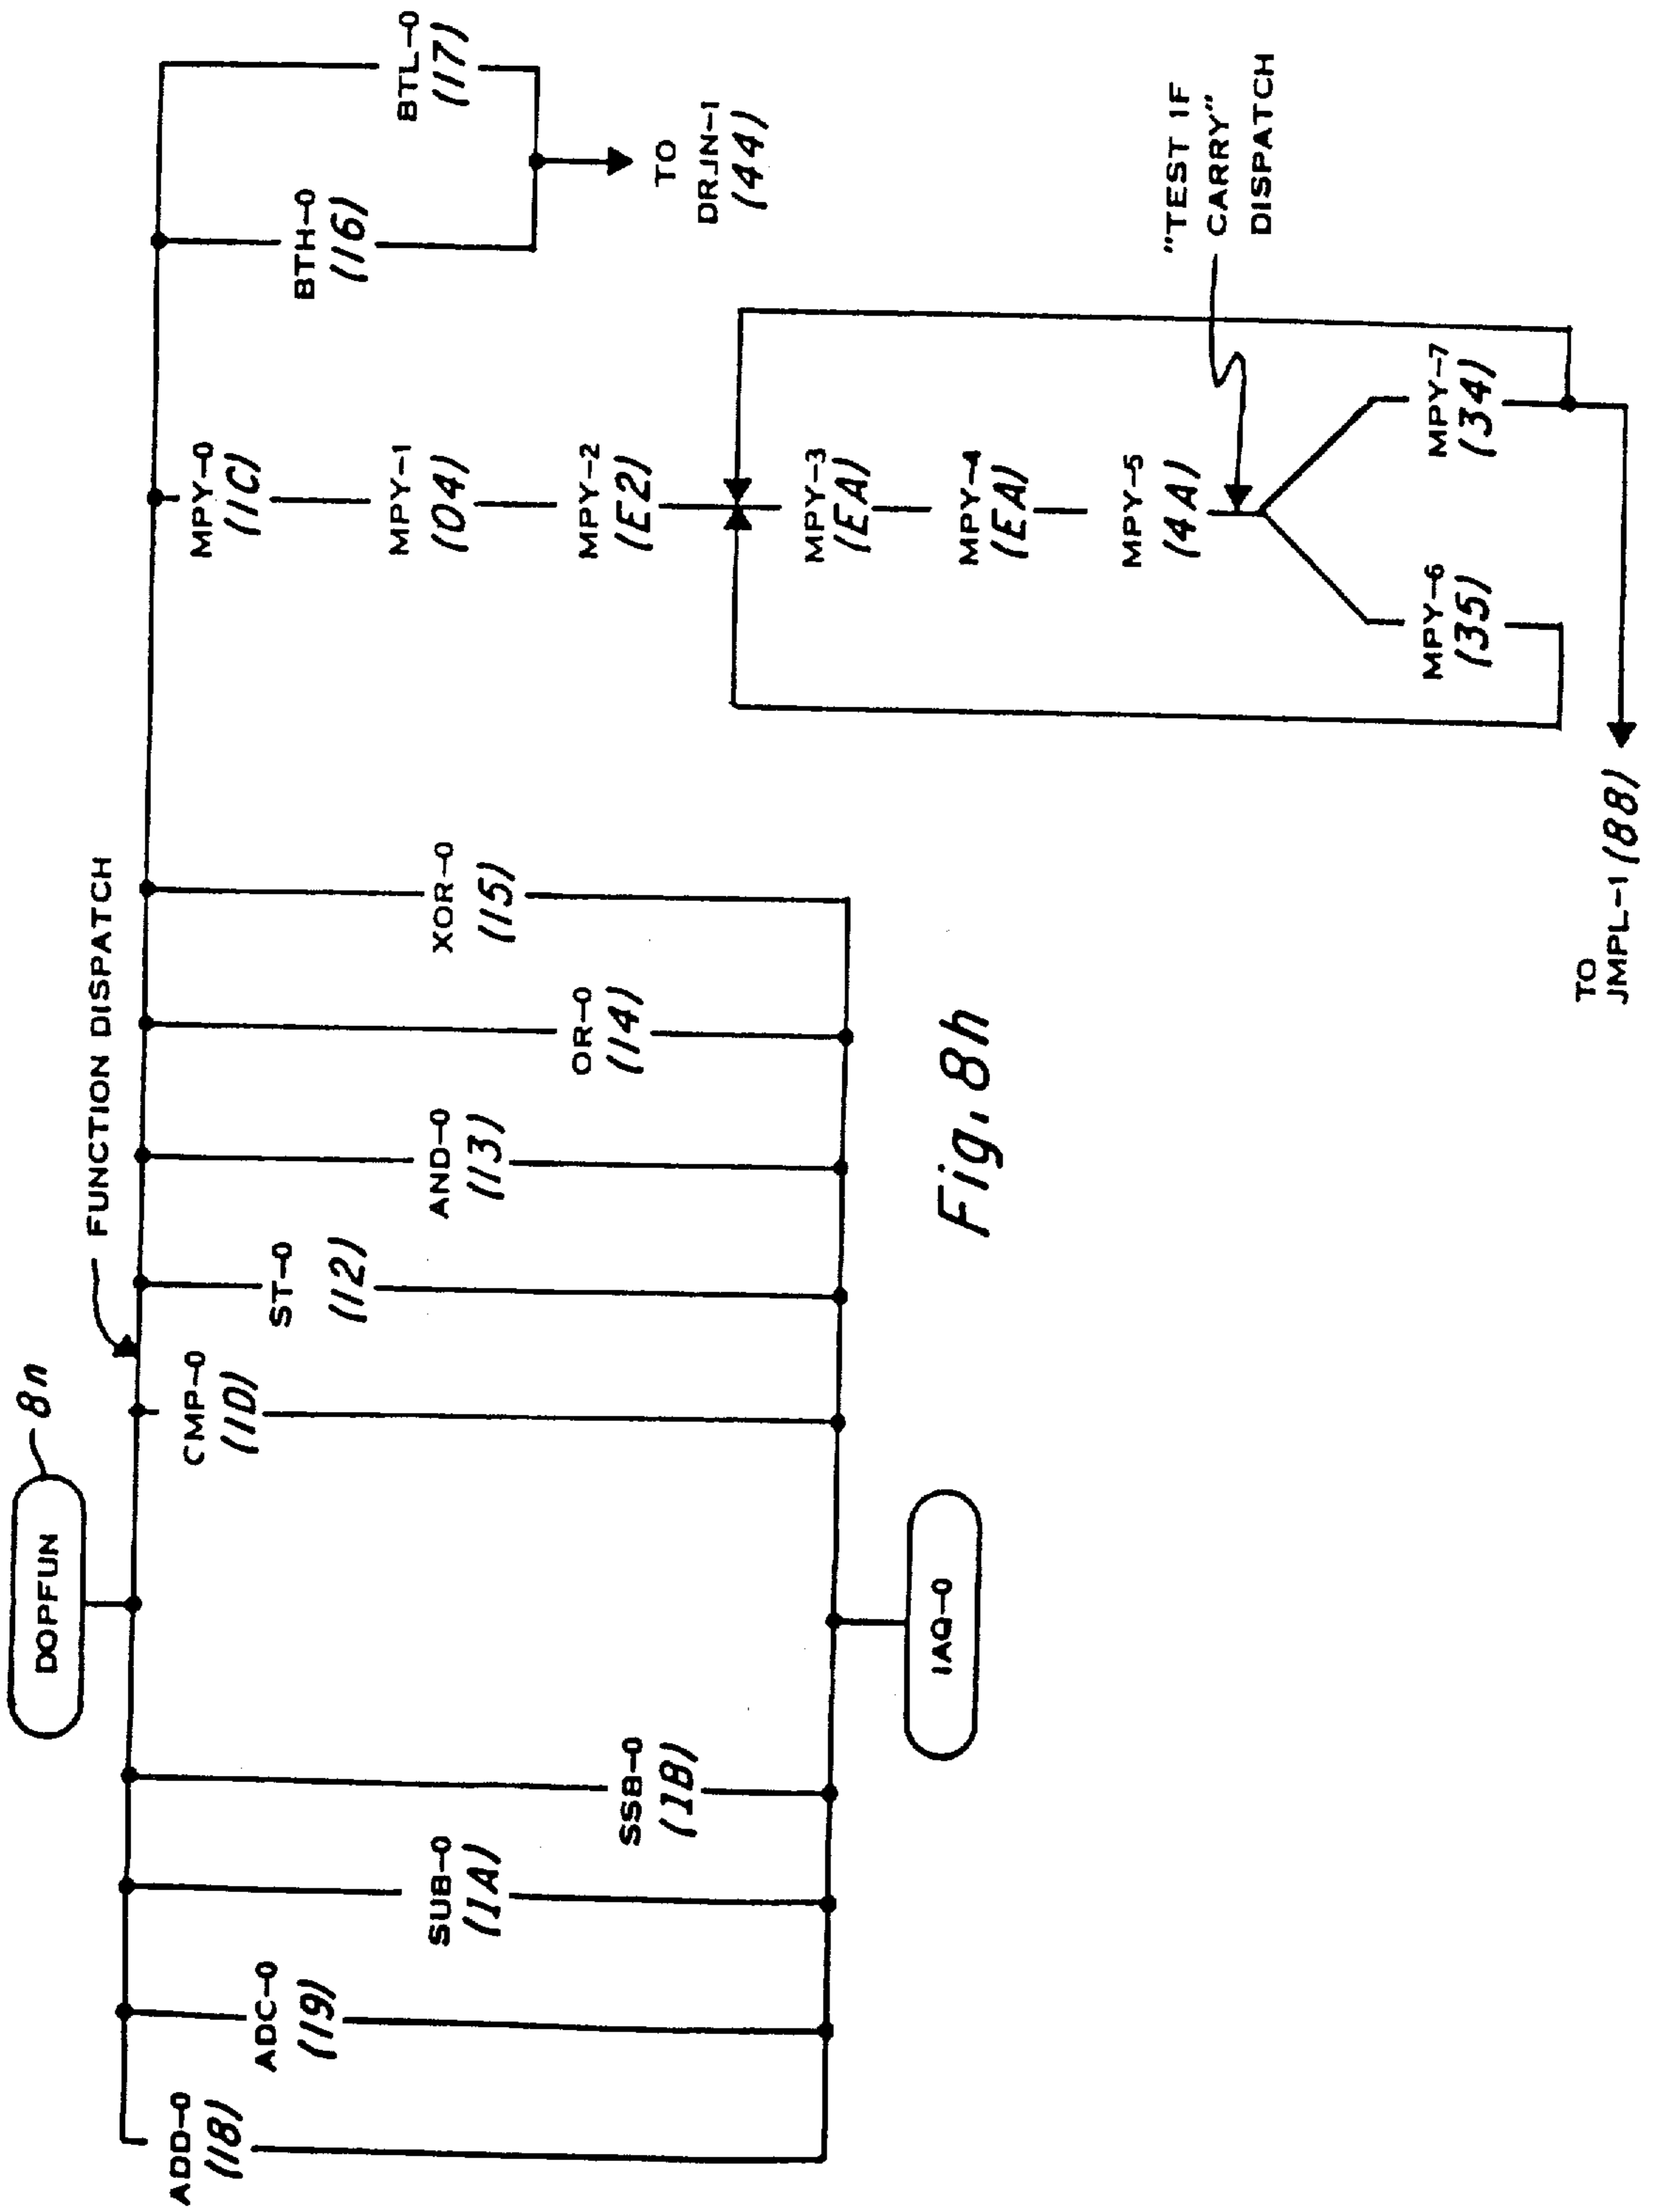 DOPFUN
8n
FUNCTION DISPATCH
ADD-0
(18)
ADC-0
(19)
SUB-0
(1A)
SSB-0
(1B)
CMP-0
(1D)
ST-0
(12)
AND-0
(13)
OR-0
(14)
XOR-0
(15)
IAQ-0
MPY-0
(1C)
MPY-1
(04)
MPY-2
(E2)
MPY-3
(EA)
MPY-4
(EA)
MPY-5
(4A)
"TEST IF
CARRY"
DISPATCH
MPY-6
(35)
MPY-7
(34)
TO
JMPL-1 (88)
BTH-0
(16)
BTL-0
(17)
TO
DRJN-1
(44)
Fig. 8h